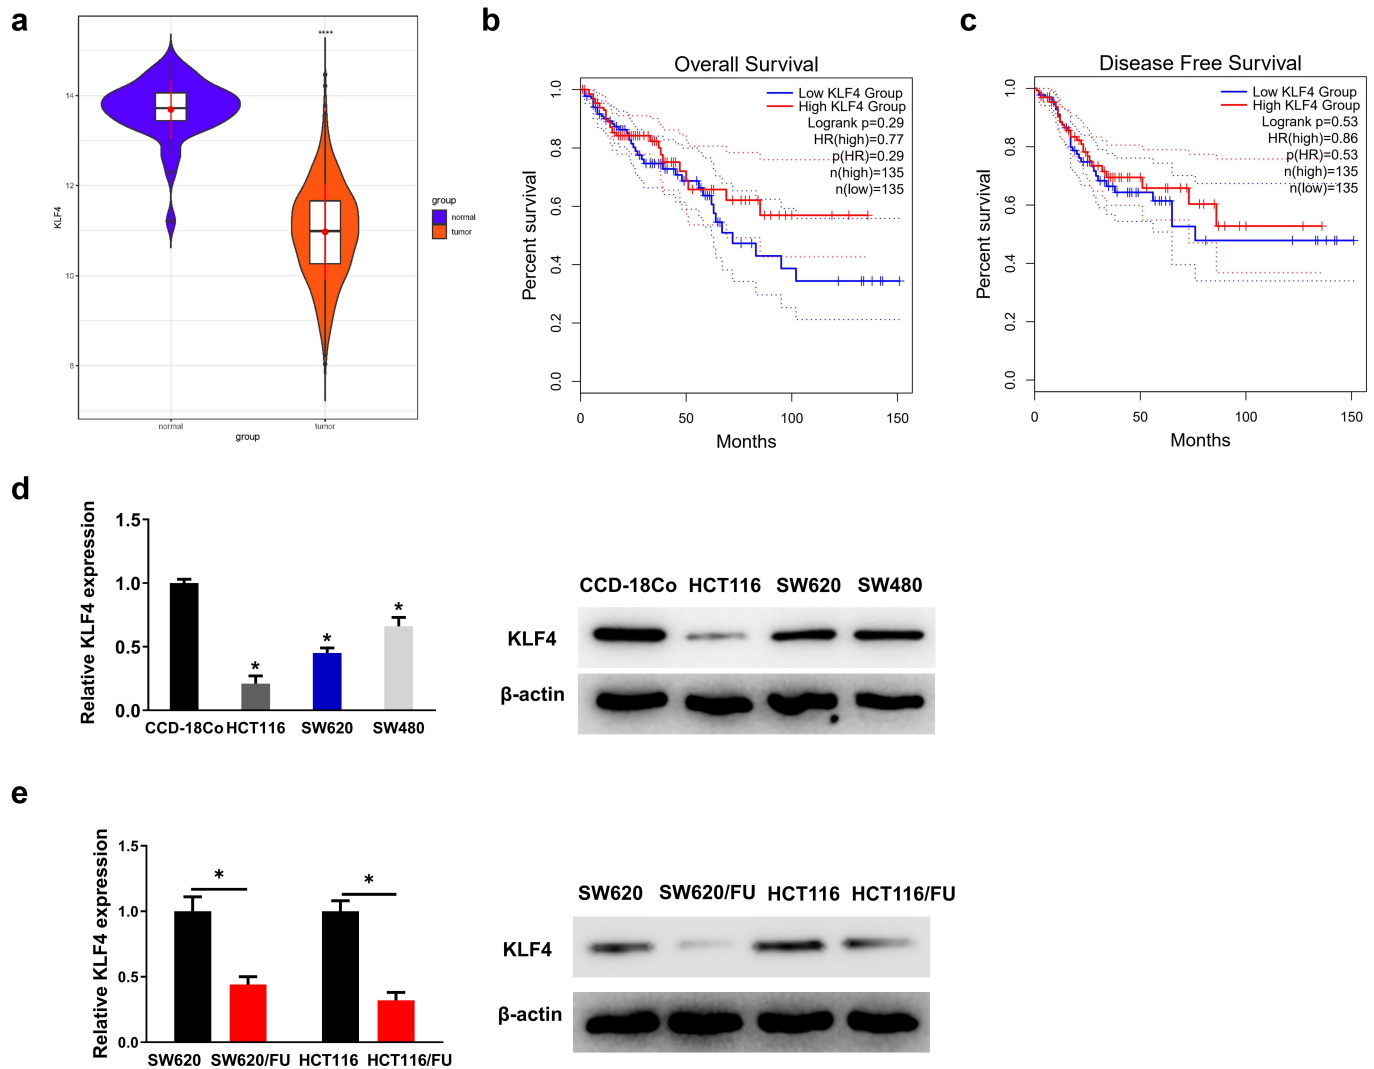 a
****
14
12
10
8
KLF4
normal
tumor
group
group
normal
tumor
b
Overall Survival
Low KLF4 Group
High KLF4 Group
Logrank p=0.29
HR(high)=0.77
p(HR)=0.29
n(high)=135
n(low)=135
Percent survival
1.0
0.8
0.6
0.4
0.2
0.0
0 50 100 150
Months
c
Disease Free Survival
Low KLF4 Group
High KLF4 Group
Logrank p=0.53
HR(high)=0.86
p(HR)=0.53
n(high)=135
n(low)=135
Percent survival
1.0
0.8
0.6
0.4
0.2
0.0
0 50 100 150
Months
d
Relative KLF4 expression
1.5
1.0
0.5
0.0
* * *
CCD-18Co HCT116 SW620 SW480
CCD-18Co HCT116 SW620 SW480
KLF4
β-actin
e
Relative KLF4 expression
1.5
1.0
0.5
0.0
* *
SW620 SW620/FU HCT116 HCT116/FU
SW620 SW620/FU HCT116 HCT116/FU
KLF4
β-actin